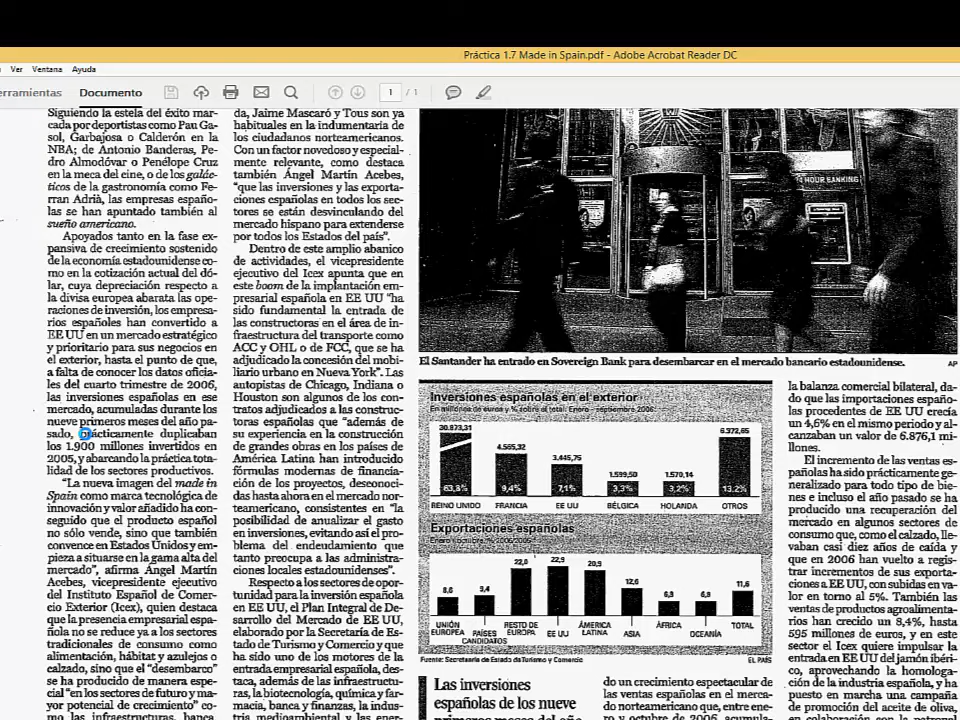 Práctica 1.7 Made in Spain.pdf - Adobe Acrobat Reader DC
Ver Ventana Ayuda
erramientas Documento 1 / 1
Siguiendo la estela del éxito mar-
cada por deportistas como Pau Ga-
sol, Garbajosa o Calderón en la
NBA; de Antonio Banderas, Pe-
dro Almodóvar o Penélope Cruz
en la meca del cine, o de los galác-
ticos de la gastronomía como Fe-
rran Adrià, las empresas españo-
las se han apuntado también al
sueño americano.
Apoyados tanto en la fase ex-
pansiva de crecimiento sostenido
de la economía estadounidense co-
mo en la cotización actual del dó-
lar, cuya depreciación respecto a
la divisa europea abarata las ope-
raciones de inversión, los empresa-
rios españoles han convertido a
EE UU en un mercado estratégico
y prioritario para sus negocios en
el exterior, hasta el punto de que,
a falta de conocer los datos oficia-
les del cuarto trimestre de 2006,
las inversiones españolas en ese
mercado, acumuladas durante los
nueve primeros meses del año pa-
sado, prácticamente duplicaban
los 1.900 millones invertidos en
2005, y abarcando la práctica tota-
lidad de los sectores productivos.
"La nueva imagen del made in
Spain como marca tecnológica de
innovación y valor añadido ha con-
seguido que el producto español
no sólo vende, sino que también
convence en Estados Unidos y em-
pieza a situarse en la gama alta del
mercado", afirma Ángel Martín
Acebes, vicepresidente ejecutivo
del Instituto Español de Comer-
cio Exterior (Icex), quien destaca
que la presencia empresarial espa-
ñola no se reduce ya a los sectores
tradicionales de consumo como
alimentación, hábitat y azulejos o
calzado, sino que el "desembarco"
se ha producido de manera espe-
cial "en los sectores de futuro y ma-
yor potencial de crecimiento" co-
mo las infraestructuras, banca
da, Jaime Mascaró y Tous son ya
habituales en la indumentaria de
los ciudadanos norteamericanos.
Con un factor novedoso y especial-
mente relevante, como destaca
también Ángel Martín Acebes,
"que las inversiones y las exporta-
ciones españolas en todos los sec-
tores se están desvinculando del
mercado hispano para extenderse
por todos los Estados del país".
Dentro de este amplio abanico
de actividades, el vicepresidente
ejecutivo del Icex apunta que en
este boom de la implantación em-
presarial española en EE UU "ha
sido fundamental la entrada de
las constructoras en el área de in-
fraestructura del transporte como
ACC y OHL o de FCC, que se ha
adjudicado la concesión del mobi-
liario urbano en Nueva York". Las
autopistas de Chicago, Indiana o
Houston son algunos de los con-
tratos adjudicados a las construc-
toras españolas que "además de
su experiencia en la construcción
de grandes obras en los países de
América Latina han introducido
fórmulas modernas de financia-
ción de los proyectos, desconoci-
das hasta ahora en el mercado nor-
teamericano, consistentes en "la
posibilidad de anualizar el gasto
en inversiones, evitando así el pro-
blema del endeudamiento que
tanto preocupa a las administra-
ciones locales estadounidenses".
Respecto a los sectores de opor-
tunidad para la inversión española
en EE UU, el Plan Integral de De-
sarrollo del Mercado de EE UU,
elaborado por la Secretaría de Es-
tado de Turismo y Comercio y que
ha sido uno de los motores de la
entrada empresarial española, des-
taca, además de las infraestructu-
ras, la biotecnología, química y far-
macia, banca y finanzas, la indus-
tria medioambiental y las ener-
24 HOUR BANKING
El Santander ha entrado en Sovereign Bank para desembarcar en el mercado bancario estadounidense. AP
Inversiones españolas en el exterior
En millones de euros y % sobre el total. Enero - septiembre 2006
30.873,31 4.565,32 3.445,75 1.599,50 1.570,14 6.372,65
63,8% 9,4% 7,1% 3,3% 3,2% 13,2%
REINO UNIDO FRANCIA EE UU BÉLGICA HOLANDA OTROS
Exportaciones españolas
8,6 9,4 22,0 22,9 20,9 12,6 6,8 6,8 11,6
UNIÓN EUROPEA PAÍSES CANDIDATOS RESTO DE EUROPA EE UU ÁMERICA LATINA ASIA ÁFRICA OCEANÍA TOTAL
Fuente: Secretaría de Estado de Turismo y Comercio EL PAÍS
Las inversiones
españolas de los nueve
primeros meses del año
do un crecimiento espectacular de
las ventas españolas en el merca-
do norteamericano que, entre ene-
ro y octubre de 2006, acumula-
la balanza comercial bilateral, da-
do que las importaciones españo-
las procedentes de EE UU crecía
un 4,6% en el mismo periodo y al-
canzaban un valor de 6.876,1 mi-
llones.
El incremento de las ventas es-
pañolas ha sido prácticamente ge-
neralizado para todo tipo de bie-
nes e incluso el año pasado se ha
producido una recuperación del
mercado en algunos sectores de
consumo que, como el calzado, lle-
vaban casi diez años de caída y
que en 2006 han vuelto a regis-
trar incrementos de sus exporta-
ciones a EE UU, con subidas en va-
lor en torno al 5%. También las
ventas de productos agroalimenta-
rios han crecido un 8,4%, hasta
595 millones de euros, y en este
sector el Icex quiere impulsar la
entrada en EE UU del jamón ibéri-
co, aprovechando la homologa-
ción de la industria española, y ha
puesto en marcha una campaña
de promoción del aceite de oliva,